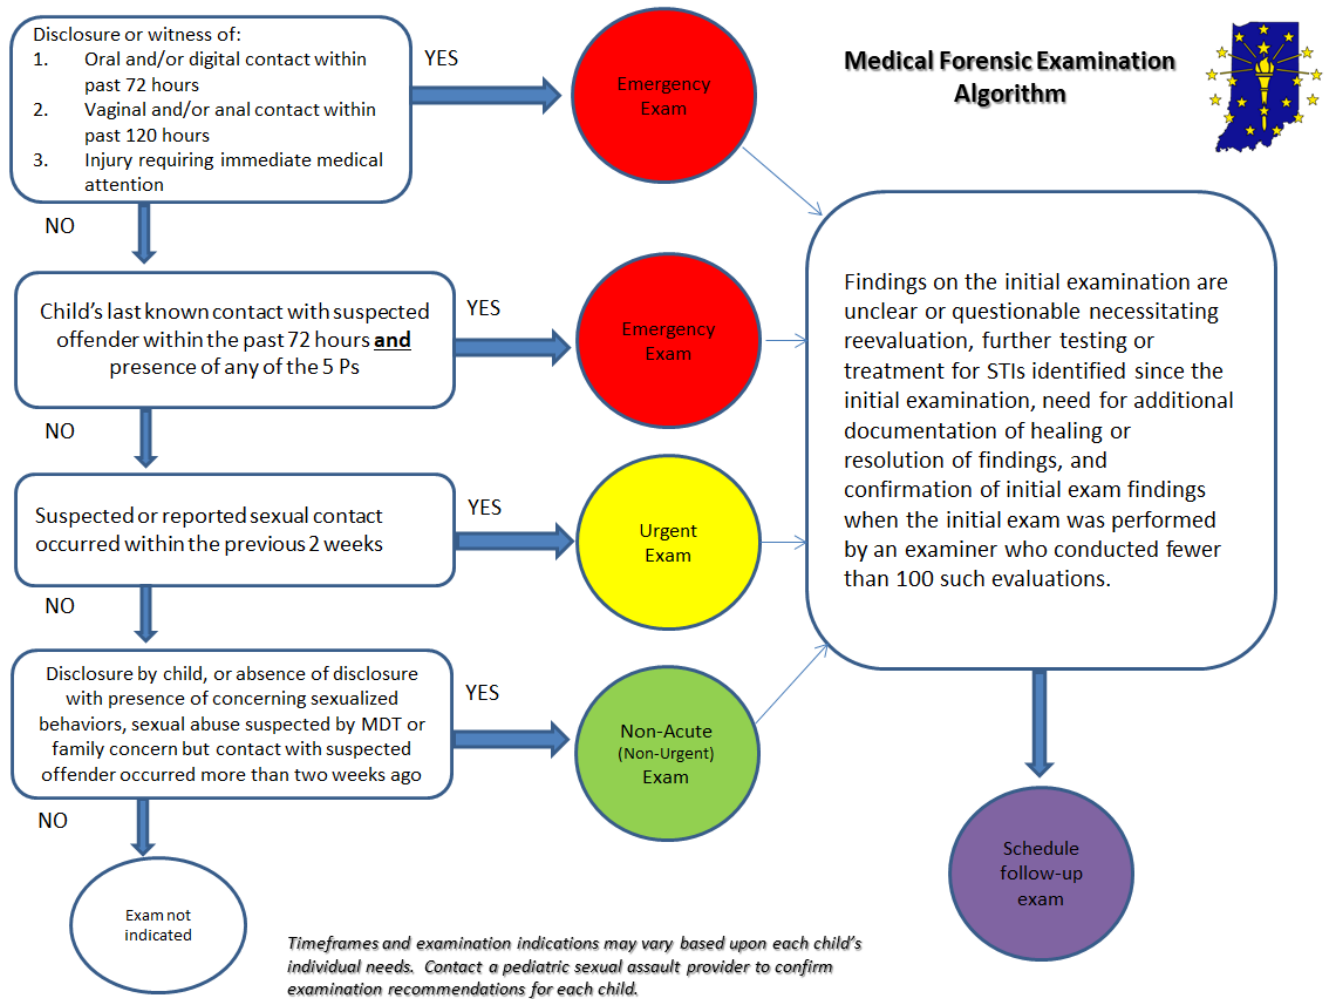 Disclosure or witness of:
1. Oral and/or digital contact within
past 72 hours
2. Vaginal and/or anal contact within
past 120 hours
3. Injury requiring immediate medical
attention
YES
Emergency
Exam
Medical Forensic Examination
Algorithm
NO
Child's last known contact with suspected
offender within the past 72 hours and
presence of any of the 5 Ps
YES
Emergency
Exam
NO
Suspected or reported sexual contact
occurred within the previous 2 weeks
YES
Urgent
Exam
NO
Disclosure by child, or absence of disclosure
with presence of concerning sexualized
behaviors, sexual abuse suspected by MDT or
family concern but contact with suspected
offender occurred more than two weeks ago
YES
Non-Acute
(Non-Urgent)
Exam
NO
Exam not
indicated
Findings on the initial examination are
unclear or questionable necessitating
reevaluation, further testing or
treatment for STIs identified since the
initial examination, need for additional
documentation of healing or
resolution of findings, and
confirmation of initial exam findings
when the initial exam was performed
by an examiner who conducted fewer
than 100 such evaluations.
Schedule
follow-up
exam
Timeframes and examination indications may vary based upon each child's
individual needs. Contact a pediatric sexual assault provider to confirm
examination recommendations for each child.